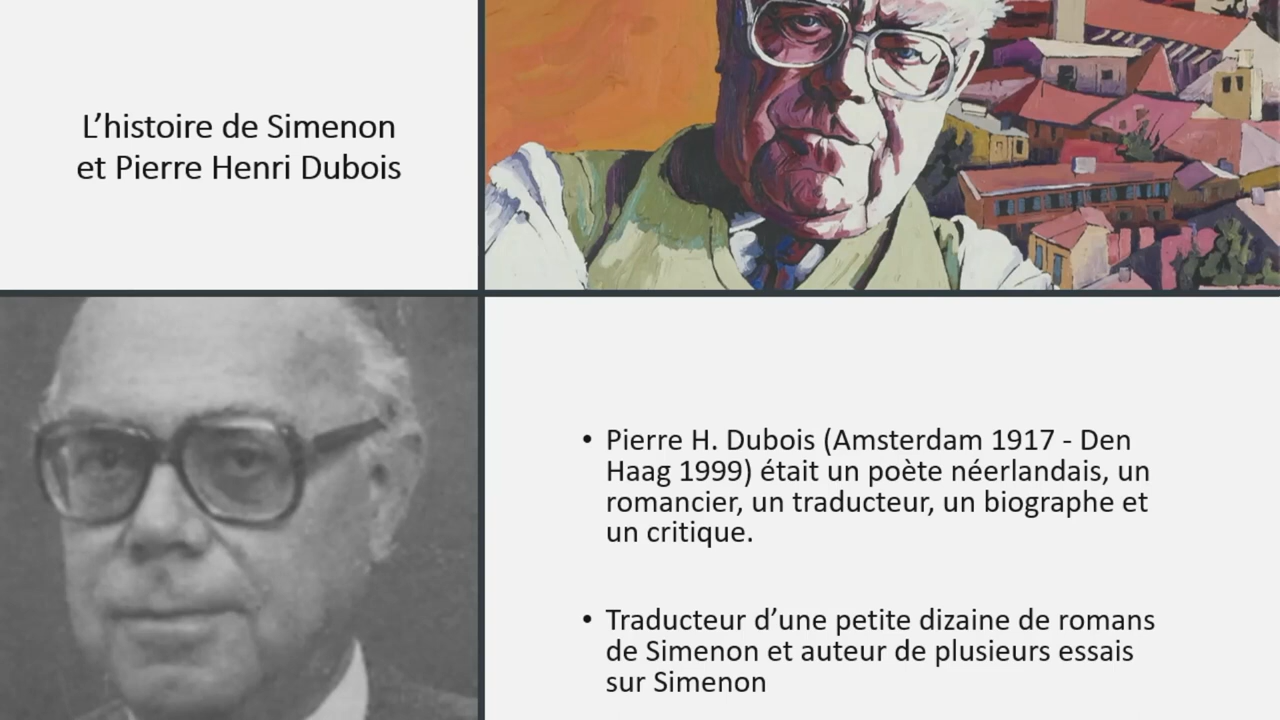 L’histoire de Simenon
et Pierre Henri Dubois
• Pierre H. Dubois (Amsterdam 1917 - Den
Haag 1999) était un poète néerlandais, un
romancier, un traducteur, un biographe et
un critique.
• Traducteur d’une petite dizaine de romans
de Simenon et auteur de plusieurs essais
sur Simenon